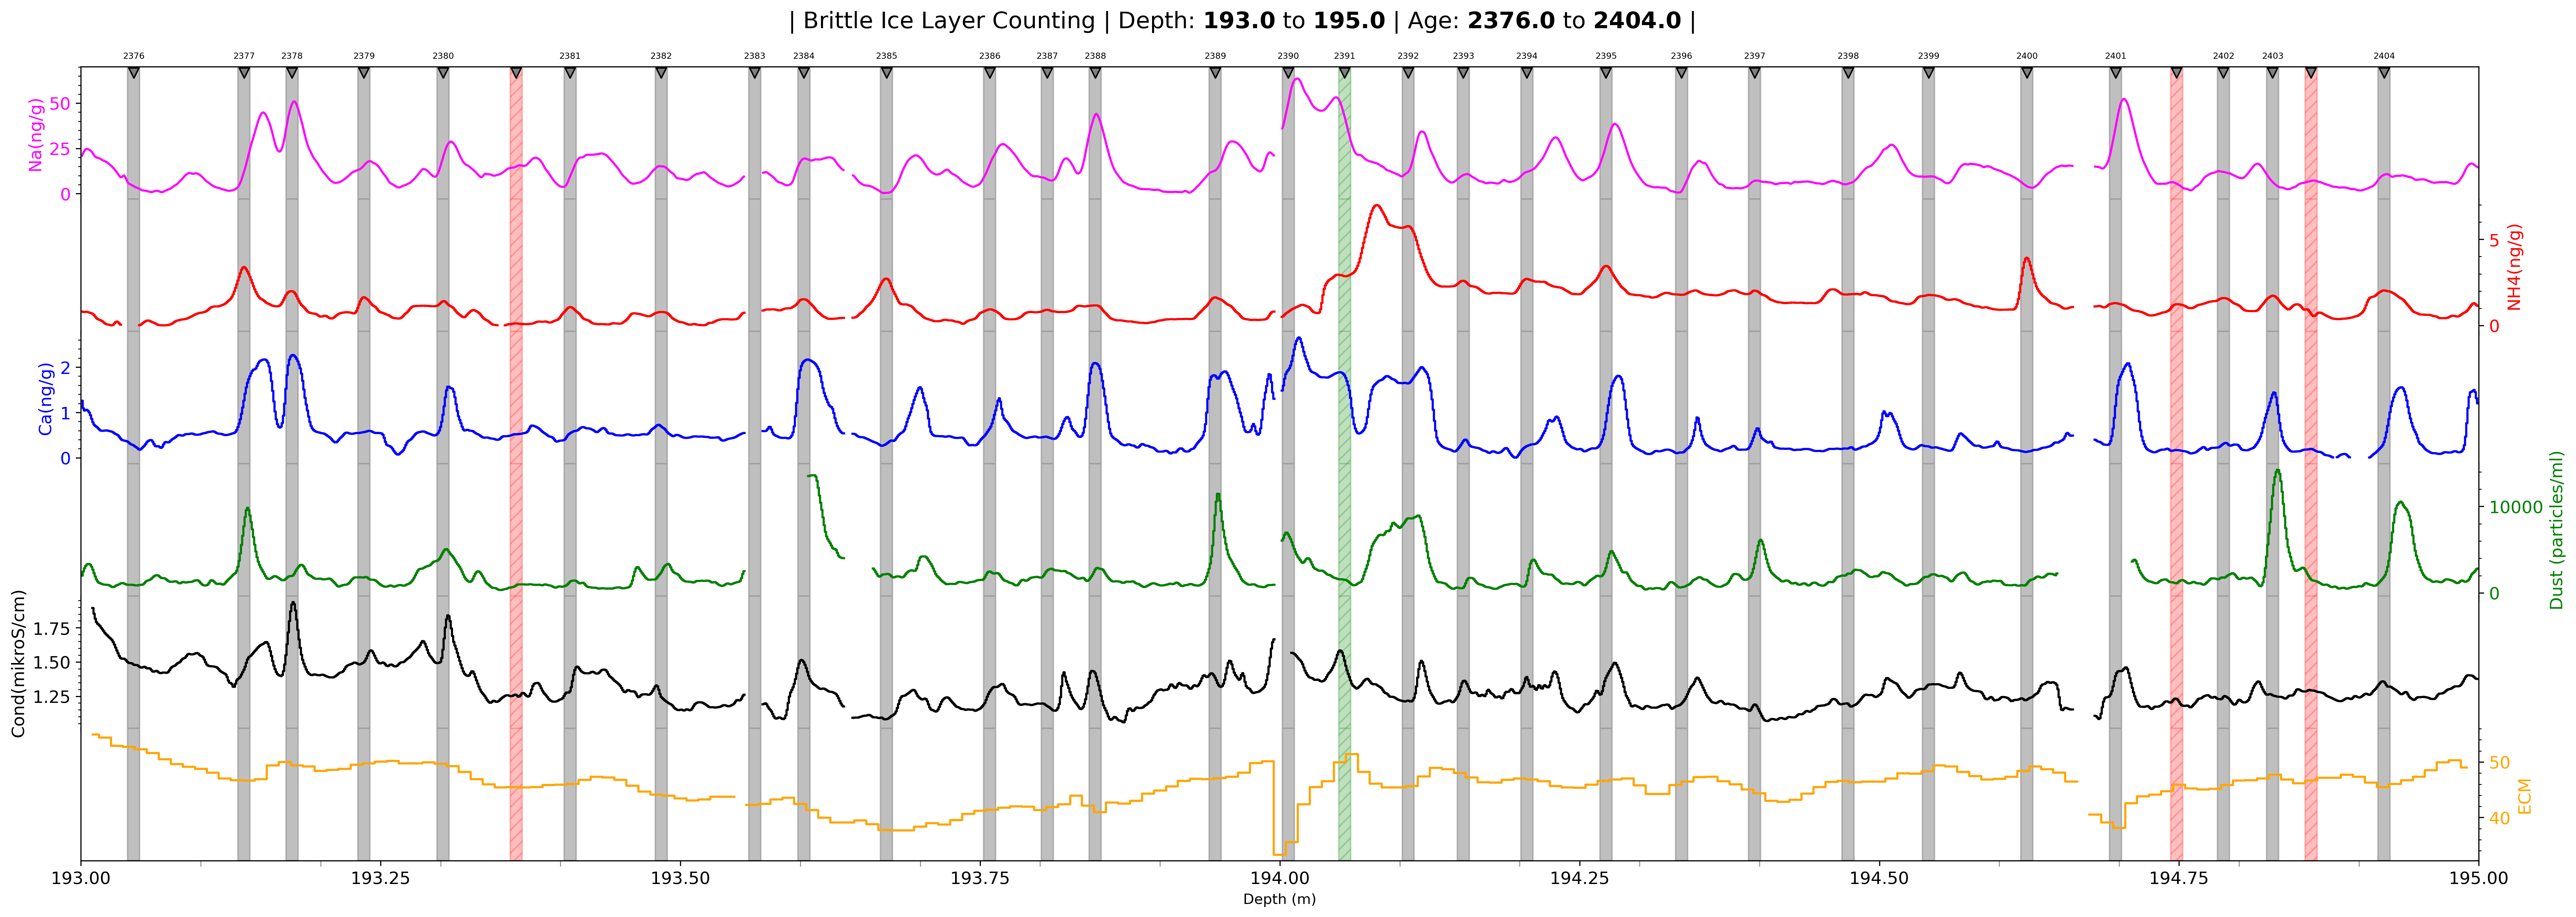 | Brittle Ice Layer Counting | Depth: 193.0 to 195.0 | Age: 2376.0 to 2404.0 |
2376 2377 2378 2379 2380 2381 2382 2383 2384 2385 2386 2387 2388 2389 2390 2391 2392 2393 2394 2395 2396 2397 2398 2399 2400 2401 2402 2403 2404
Na(ng/g)
50
25
0
NH4(ng/g)
5
0
Ca(ng/g)
2
1
0
Dust (particles/ml)
10000
0
Cond(mikroS/cm)
1.75
1.50
1.25
ECM
50
40
193.00 193.25 193.50 193.75 194.00 194.25 194.50 194.75 195.00
Depth (m)